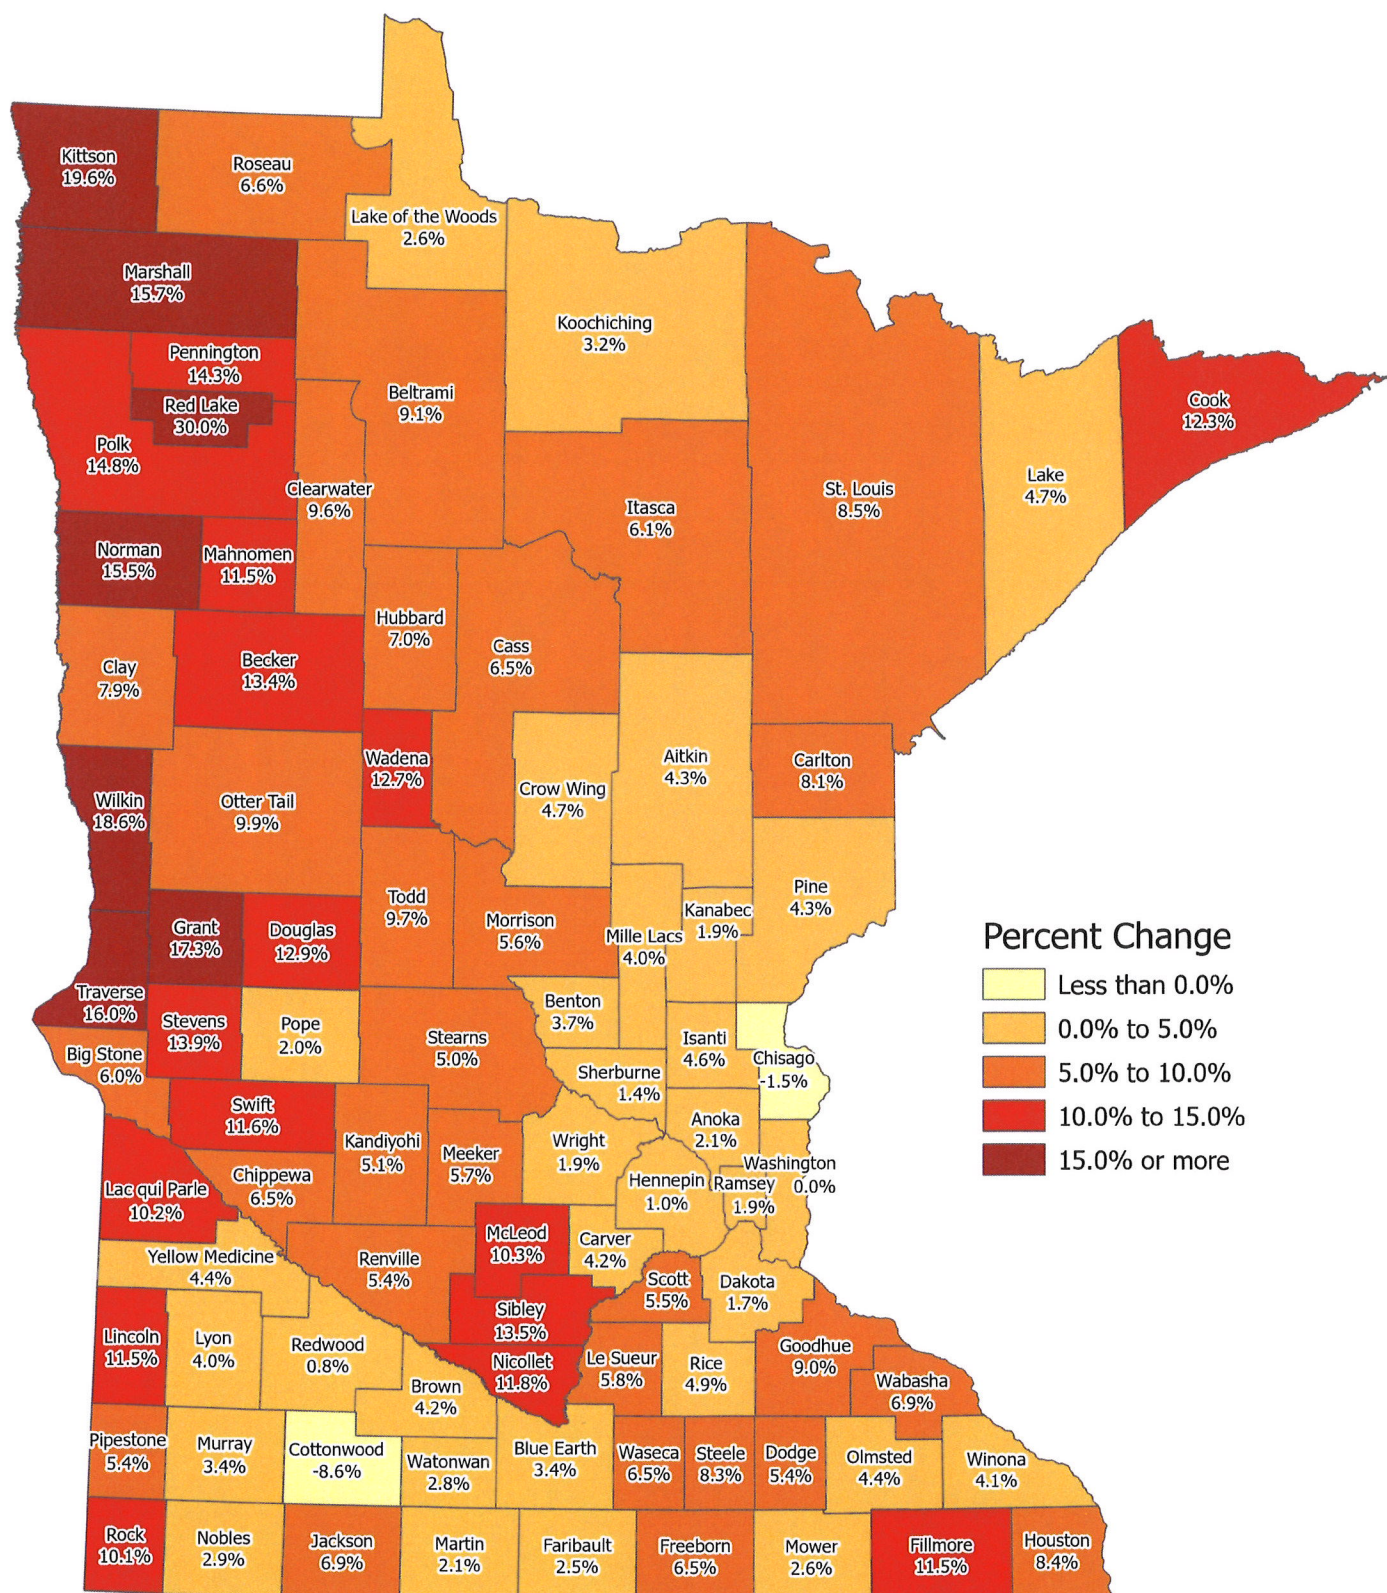 Kittson
19.6%
Roseau
6.6%
Lake of the Woods
2.6%
Marshall
15.7%
Koochiching
3.2%
Pennington
14.3%
Red Lake
30.0%
Polk
14.8%
Beltrami
9.1%
Clearwater
9.6%
Itasca
6.1%
St. Louis
8.5%
Lake
4.7%
Cook
12.3%
Norman
15.5%
Mahnomen
11.5%
Hubbard
7.0%
Cass
6.5%
Clay
7.9%
Becker
13.4%
Wadena
12.7%
Aitkin
4.3%
Carlton
8.1%
Crow Wing
4.7%
Wilkin
18.6%
Otter Tail
9.9%
Todd
9.7%
Morrison
5.6%
Pine
4.3%
Kanabec
1.9%
Mille Lacs
4.0%
Grant
17.3%
Douglas
12.9%
Traverse
16.0%
Stevens
13.9%
Pope
2.0%
Stearns
5.0%
Benton
3.7%
Isanti
4.6%
Chisago
-1.5%
Big Stone
6.0%
Sherburne
1.4%
Swift
11.6%
Kandiyohi
5.1%
Meeker
5.7%
Wright
1.9%
Anoka
2.1%
Washington
0.0%
Ramsey
1.9%
Hennepin
1.0%
Lac qui Parle
10.2%
Chippewa
6.5%
Yellow Medicine
4.4%
Renville
5.4%
McLeod
10.3%
Carver
4.2%
Scott
5.5%
Dakota
1.7%
Sibley
13.5%
Lincoln
11.5%
Lyon
4.0%
Redwood
0.8%
Nicollet
11.8%
Le Sueur
5.8%
Rice
4.9%
Goodhue
9.0%
Wabasha
6.9%
Brown
4.2%
Pipestone
5.4%
Murray
3.4%
Cottonwood
-8.6%
Watonwan
2.8%
Blue Earth
3.4%
Waseca
6.5%
Steele
8.3%
Dodge
5.4%
Olmsted
4.4%
Winona
4.1%
Rock
10.1%
Nobles
2.9%
Jackson
6.9%
Martin
2.1%
Faribault
2.5%
Freeborn
6.5%
Mower
2.6%
Fillmore
11.5%
Houston
8.4%
Percent Change
Less than 0.0%
0.0% to 5.0%
5.0% to 10.0%
10.0% to 15.0%
15.0% or more